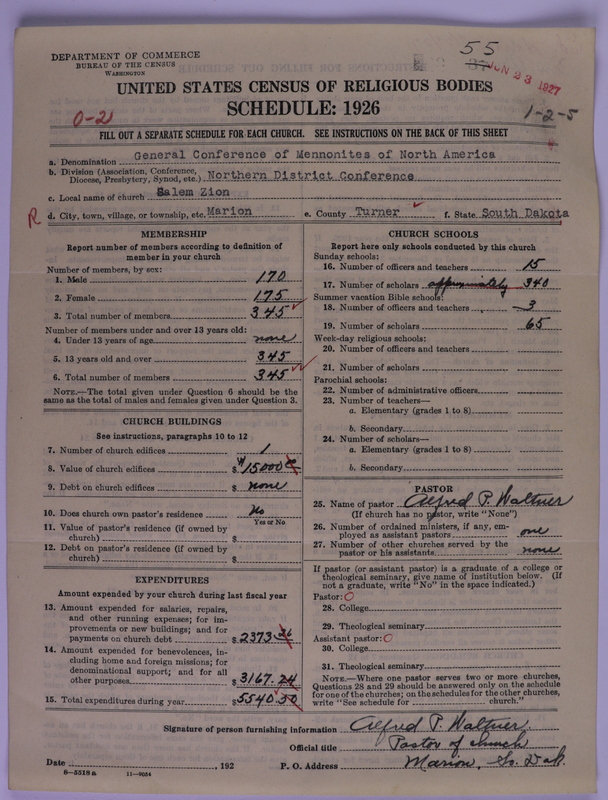 55
DEPARTMENT OF COMMERCE
BUREAU OF THE CENSUS
WASHINGTON
37
JUN 23 1927
UNITED STATES CENSUS OF RELIGIOUS BODIES
SCHEDULE: 1926
0-21
1-2-5
FILL OUT A SEPARATE SCHEDULE FOR EACH CHURCH. SEE INSTRUCTIONS ON THE BACK OF THIS SHEET
a. Denomination General Conference of Mennonites of North America
b. Division (Association, Conference, Diocese, Presbytery, Synod, etc.) Northern District Conference
c. Local name of church Salem Zion
R d. City, town, village, or township, etc. Marion e. County Turner f. State South Dakota
MEMBERSHIP
Report number of members according to definition of
member in your church
Number of members, by sex:
1. Male 170
2. Female 175
3. Total number of members 345
Number of members under and over 13 years old:
4. Under 13 years of age none
5. 13 years old and over 345
6. Total number of members 345
NOTE.—The total given under Question 6 should be the
same as the total of males and females given under Question 3.
CHURCH BUILDINGS
See instructions, paragraphs 10 to 12
7. Number of church edifices 1
8. Value of church edifices $15000
9. Debt on church edifices $ none
10. Does church own pastor's residence No
Yes or No
11. Value of pastor's residence (if owned by
church) $
12. Debt on pastor's residence (if owned by
church) $
EXPENDITURES
Amount expended by your church during last fiscal year
13. Amount expended for salaries, repairs,
and other running expenses; for im-
provements or new buildings; and for
payments on church debt $2373
14. Amount expended for benevolences, in-
cluding home and foreign missions; for
denominational support; and for all
other purposes $3167.24
15. Total expenditures during year $5540
CHURCH SCHOOLS
Report here only schools conducted by this church
Sunday schools:
16. Number of officers and teachers 15
17. Number of scholars approximately 340
Summer vacation Bible schools:
18. Number of officers and teachers 3
19. Number of scholars 65
Week-day religious schools:
20. Number of officers and teachers
21. Number of scholars
Parochial schools:
22. Number of administrative officers
23. Number of teachers—
a. Elementary (grades 1 to 8)
b. Secondary
24. Number of scholars—
a. Elementary (grades 1 to 8)
b. Secondary
PASTOR
25. Name of pastor Alfred P. Waltner
(If church has no pastor, write "None")
26. Number of ordained ministers, if any, em-
ployed as assistant pastors one
27. Number of other churches served by the
pastor or his assistants none
If pastor (or assistant pastor) is a graduate of a college or
theological seminary, give name of institution below. (If
not a graduate, write "No" in the space indicated.)
Pastor: 0
28. College
29. Theological seminary
Assistant pastor: 0
30. College
31. Theological seminary
NOTE.—Where one pastor serves two or more churches,
Questions 28 and 29 should be answered only on the schedule
for one of the churches; on the schedules for the other churches,
write "See schedule for church."
Signature of person furnishing information Alfred P. Waltner.
Official title Pastor of church
Date , 192 P. O. Address Marion, So. Dak.
8—5518a 11—9054